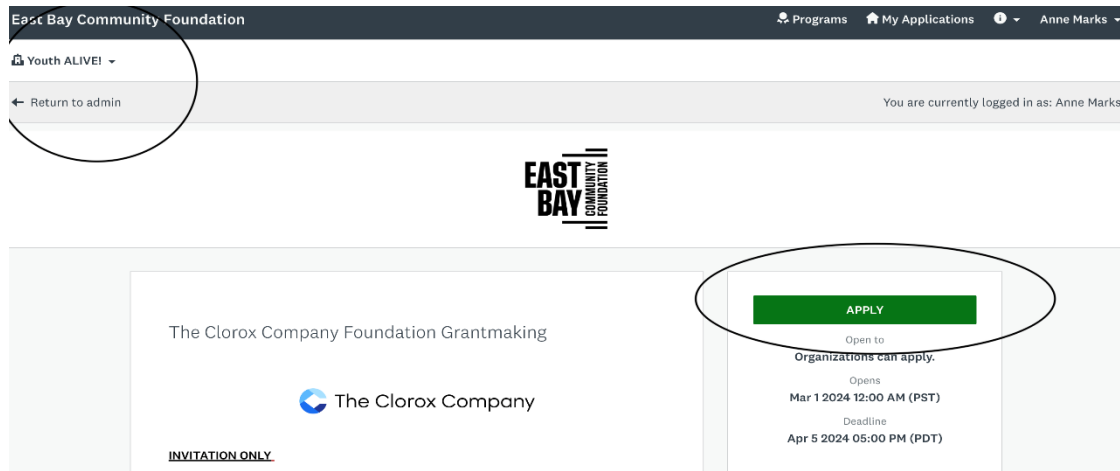 East Bay Community Foundation Programs My Applications Anne Marks
Youth ALIVE!
Return to admin You are currently logged in as: Anne Marks
EAST BAY COMMUNITY FOUNDATION
APPLY
The Clorox Company Foundation Grantmaking
Open to
Organizations can apply.
Opens
Mar 1 2024 12:00 AM (PST)
The Clorox Company
Deadline
Apr 5 2024 05:00 PM (PDT)
INVITATION ONLY